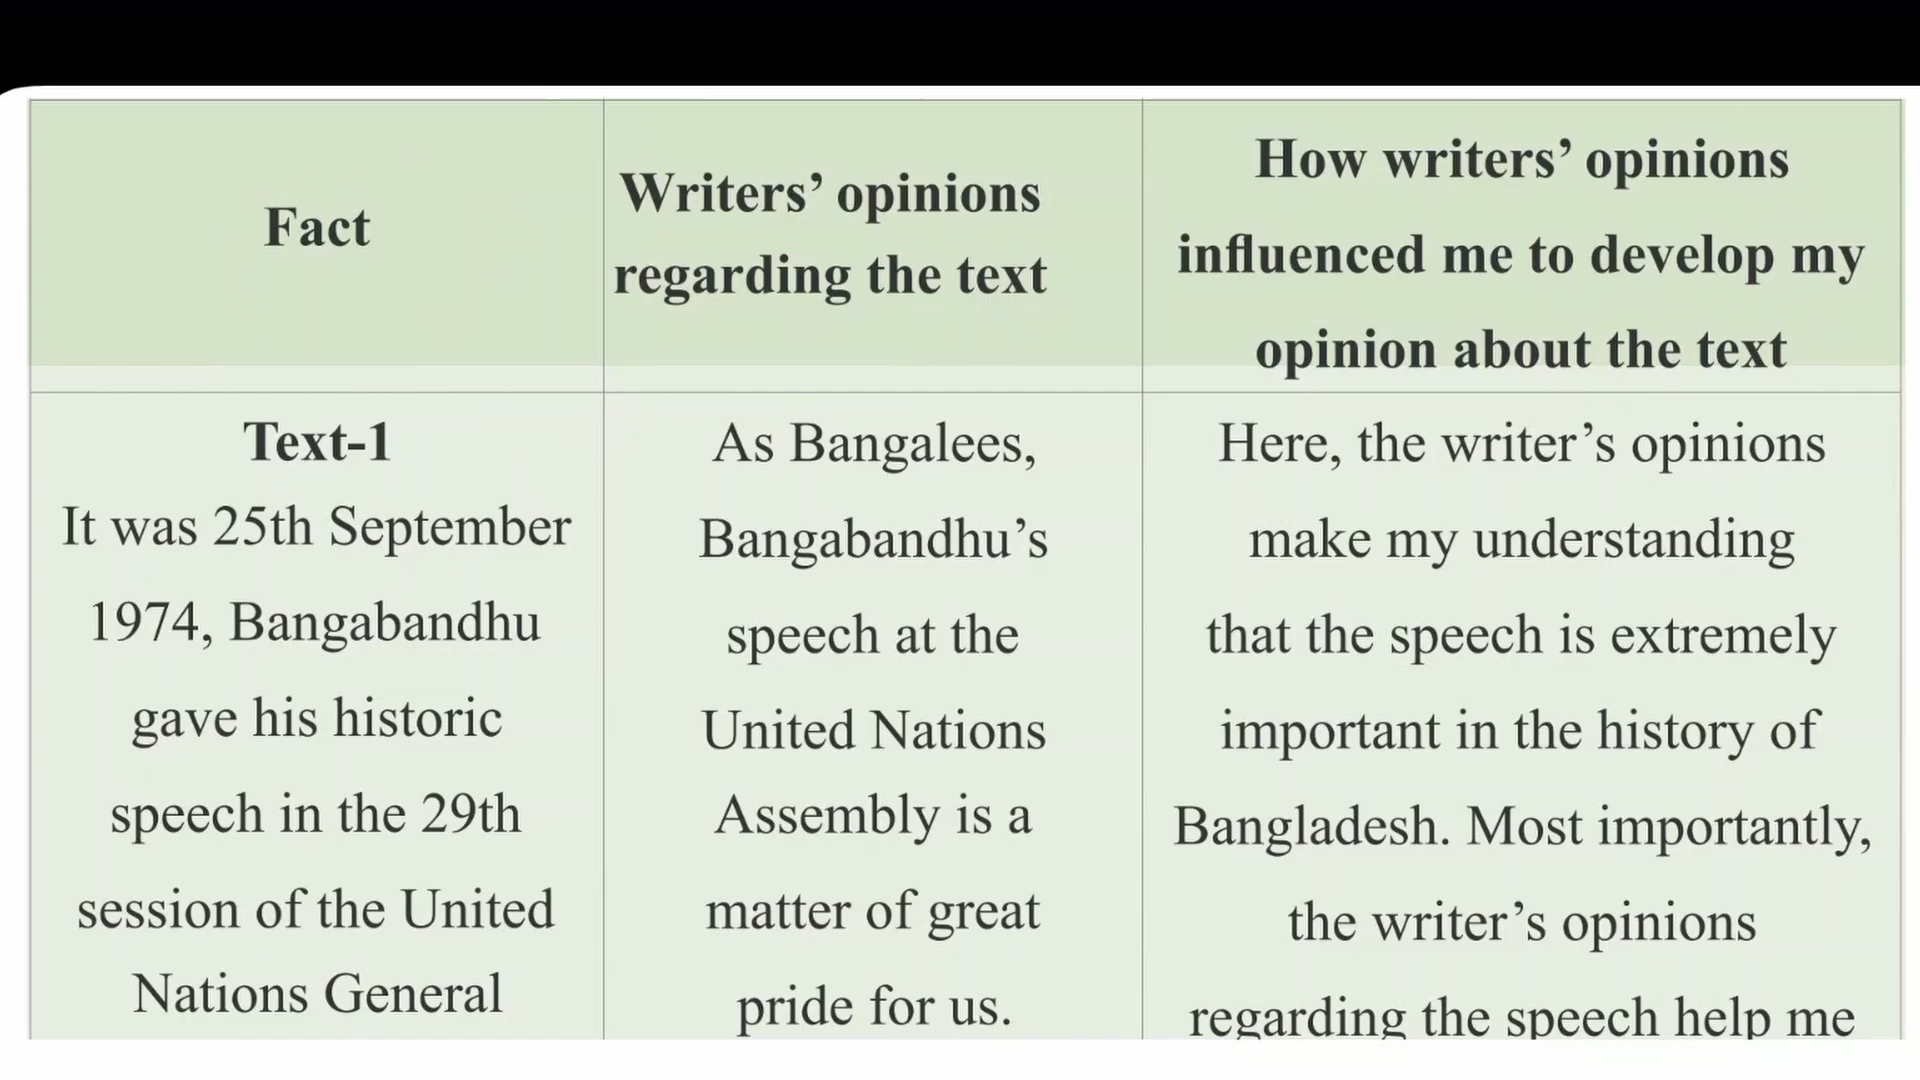 Fact
Writers’ opinions
regarding the text
How writers’ opinions
influenced me to develop my
opinion about the text
Text-1
It was 25th September
1974, Bangabandhu
gave his historic
speech in the 29th
session of the United
Nations General
As Bangalees,
Bangabandhu’s
speech at the
United Nations
Assembly is a
matter of great
pride for us.
Here, the writer’s opinions
make my understanding
that the speech is extremely
important in the history of
Bangladesh. Most importantly,
the writer’s opinions
regarding the speech help me